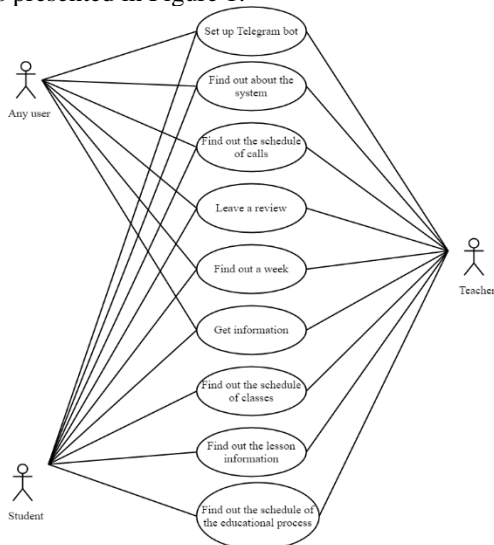 presented in Figure 1.
Set up Telegram bot
Any user
Find out about the
system
Find out the schedule
of calls
Leave a review
Find out a week
Teacher
Get information
Find out the schedule
of classes
Find out the lesson
information
Student
Find out the schedule of
the educational process